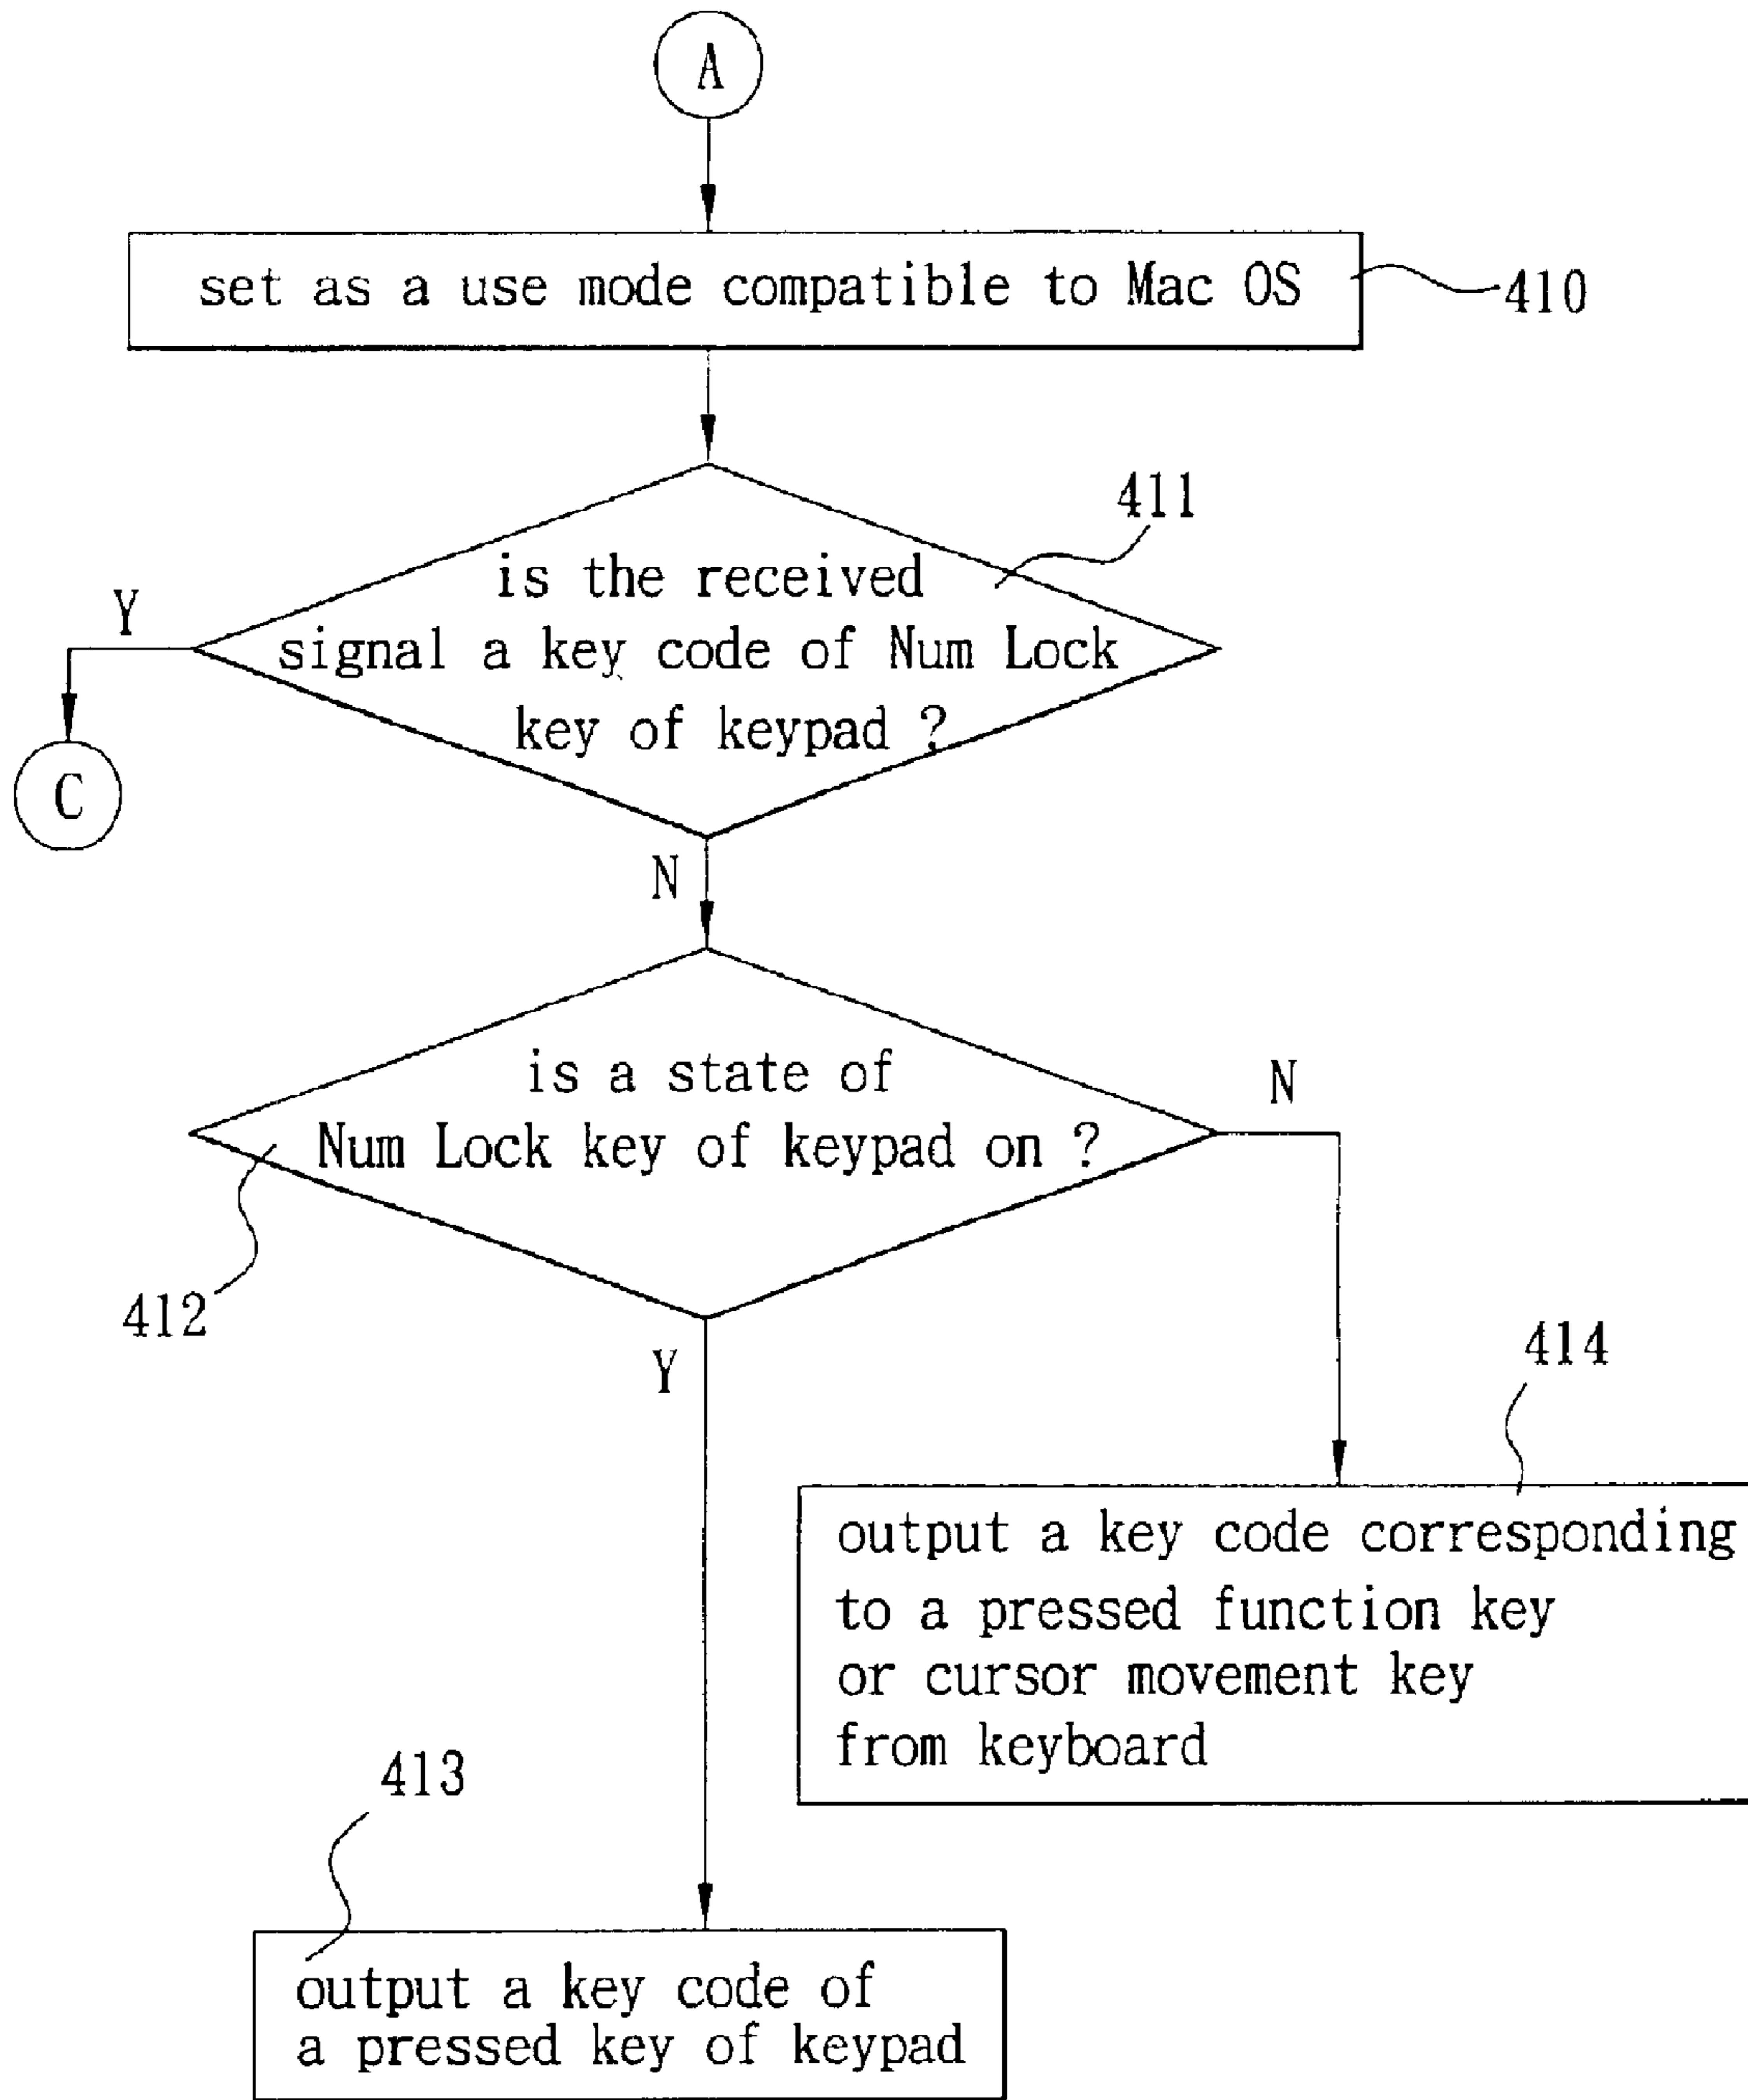 A
set as a use mode compatible to Mac OS
410
411
is the received
signal a key code of Num Lock
key of keypad ?
Y
C
N
is a state of
Num Lock key of keypad on ?
N
412
Y
414
output a key code corresponding
to a pressed function key
or cursor movement key
from keyboard
413
output a key code of
a pressed key of keypad